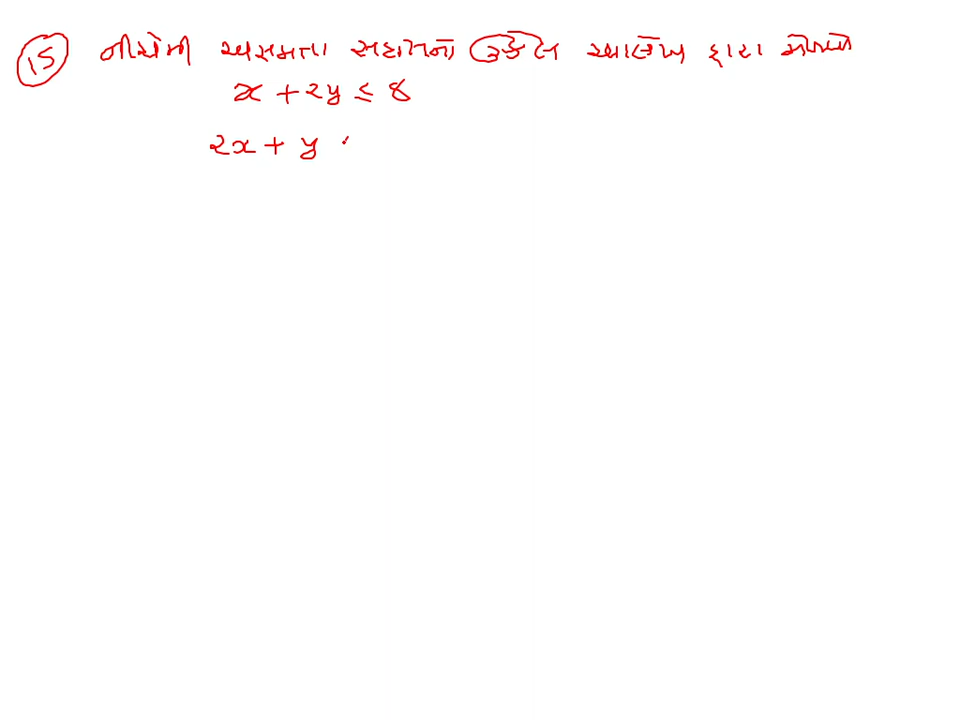 (15) નીચેની અસમતા સંહતિનો ઉકેલ આલેખ દ્વારા મેળવો
x + 2y ≤ 8
2x + y